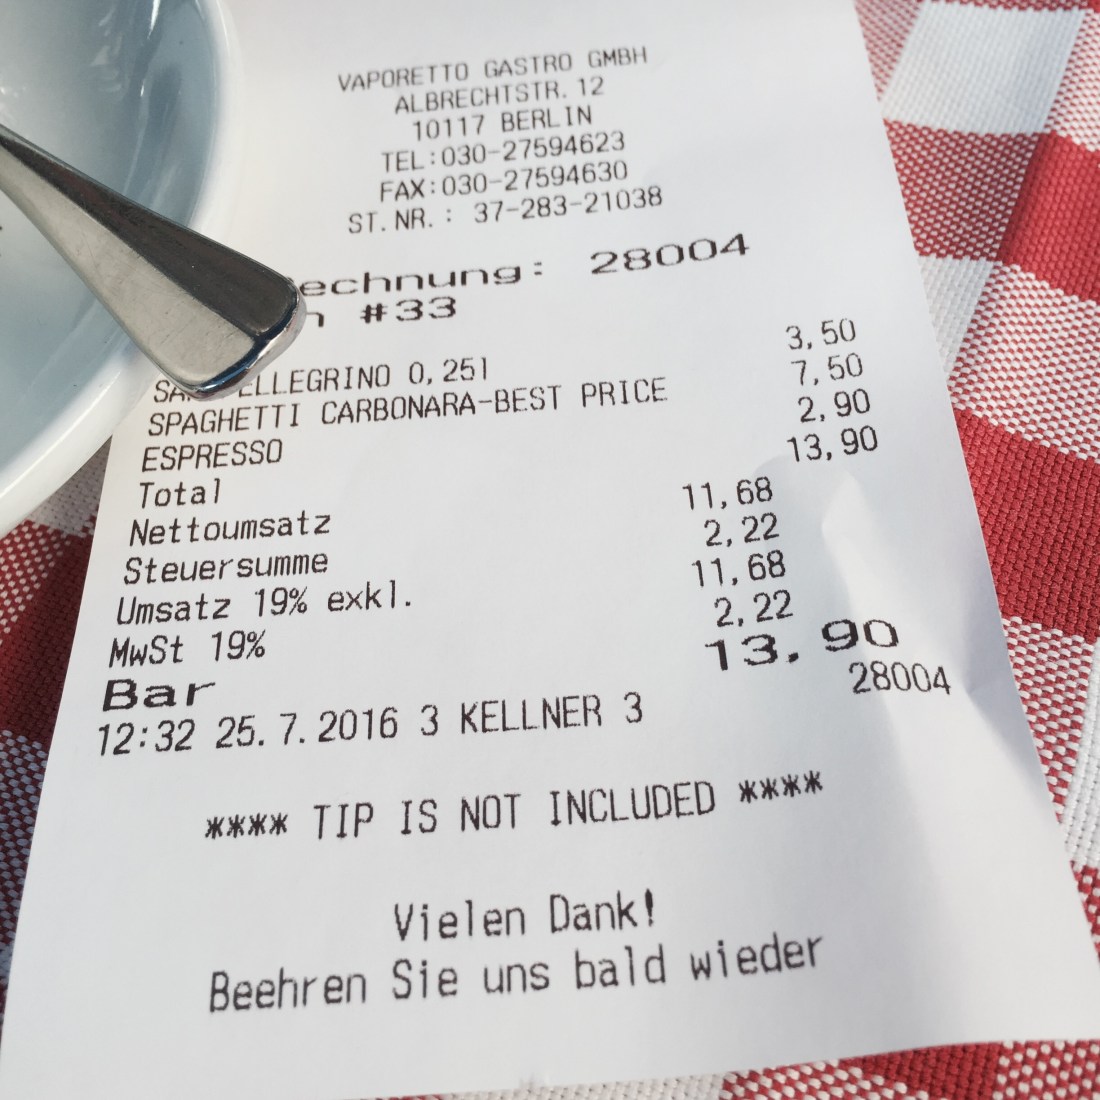 VAPORETTO GASTRO GMBH
ALBRECHTSTR. 12
10117 BERLIN
TEL:030-27594623
FAX:030-27594630
ST.NR.: 37-283-21038
echnung: 28004
#33
ELLEGRINO 0,25l 3,50
SPAGHETTI CARBONARA-BEST PRICE 7,50
ESPRESSO 2,90
Total 13,90
Nettoumsatz 11,68
Steuersumme 2,22
Umsatz 19% exkl. 11,68
MwSt 19% 2,22
Bar 13,90
12:32 25.7.2016 3 KELLNER 3 28004
**** TIP IS NOT INCLUDED ****
Vielen Dank!
Beehren Sie uns bald wieder